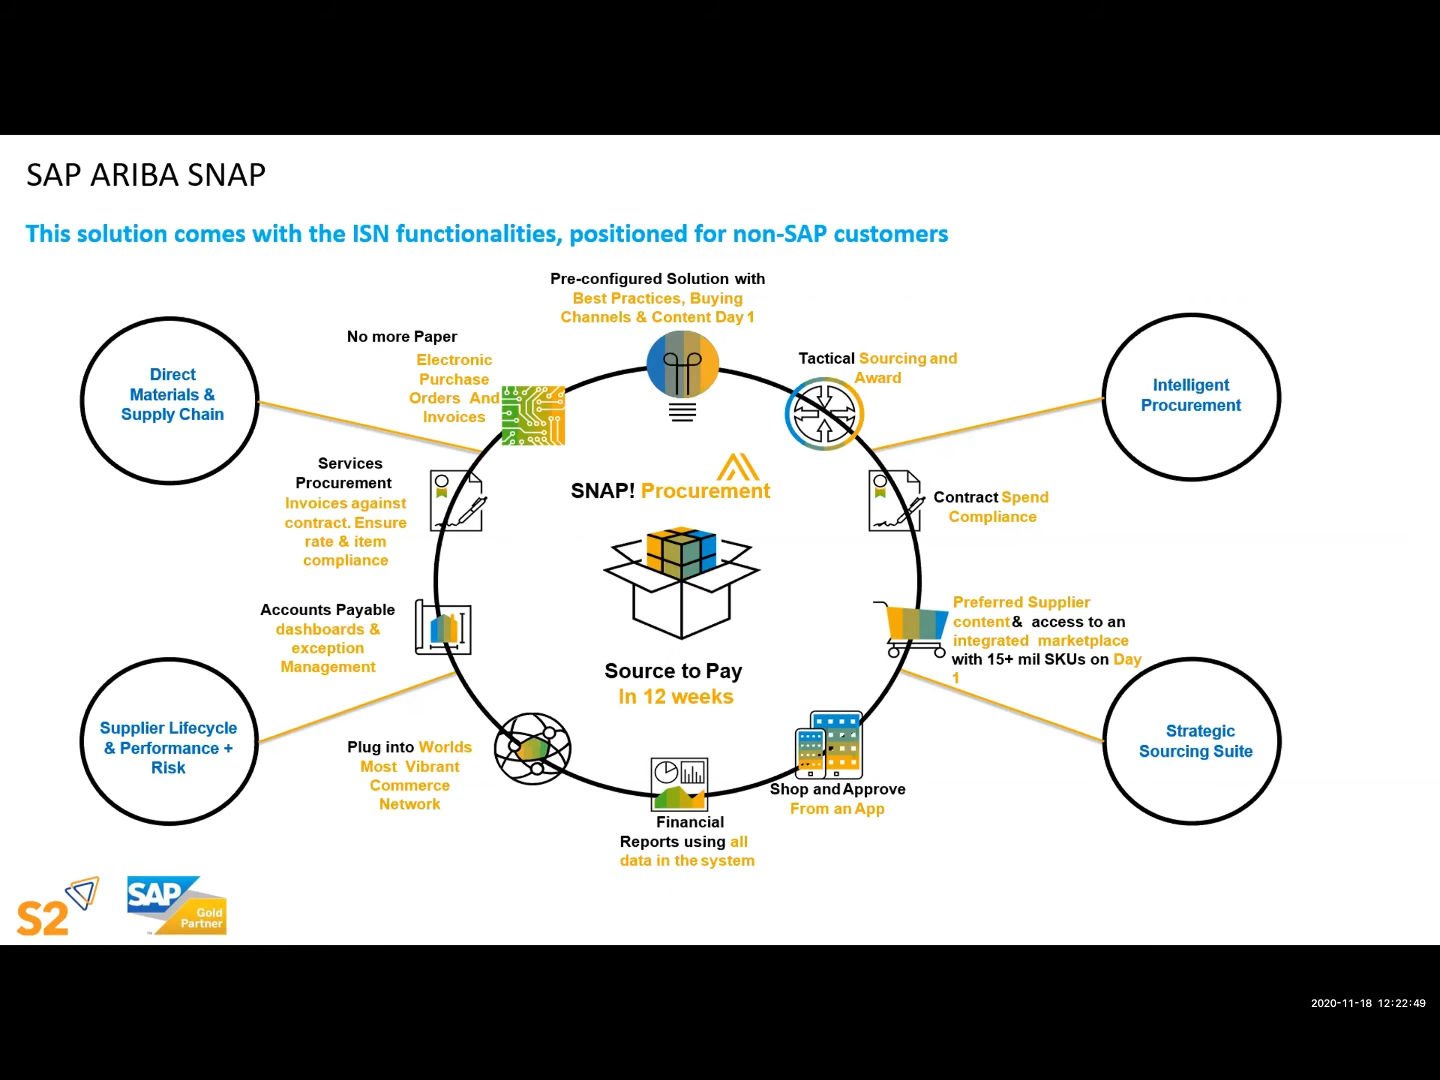 SAP ARIBA SNAP
This solution comes with the ISN functionalities, positioned for non-SAP customers
Pre-configured Solution with
Best Practices, Buying
Channels & Content Day 1
No more Paper
Electronic
Purchase
Orders And
Invoices
Tactical Sourcing and
Award
Direct
Materials &
Supply Chain
Intelligent
Procurement
Services
Procurement
Invoices against
contract. Ensure
rate & item
compliance
SNAP! Procurement
Contract Spend
Compliance
Accounts Payable
dashboards &
exception
Management
Preferred Supplier
content & access to an
integrated marketplace
with 15+ mil SKUs on Day
1
Source to Pay
In 12 weeks
Supplier Lifecycle
& Performance +
Risk
Strategic
Sourcing Suite
Plug into Worlds
Most Vibrant
Commerce
Network
Shop and Approve
From an App
Financial
Reports using all
data in the system
S2
SAP
Gold
Partner
2020-11-18 12:22:49